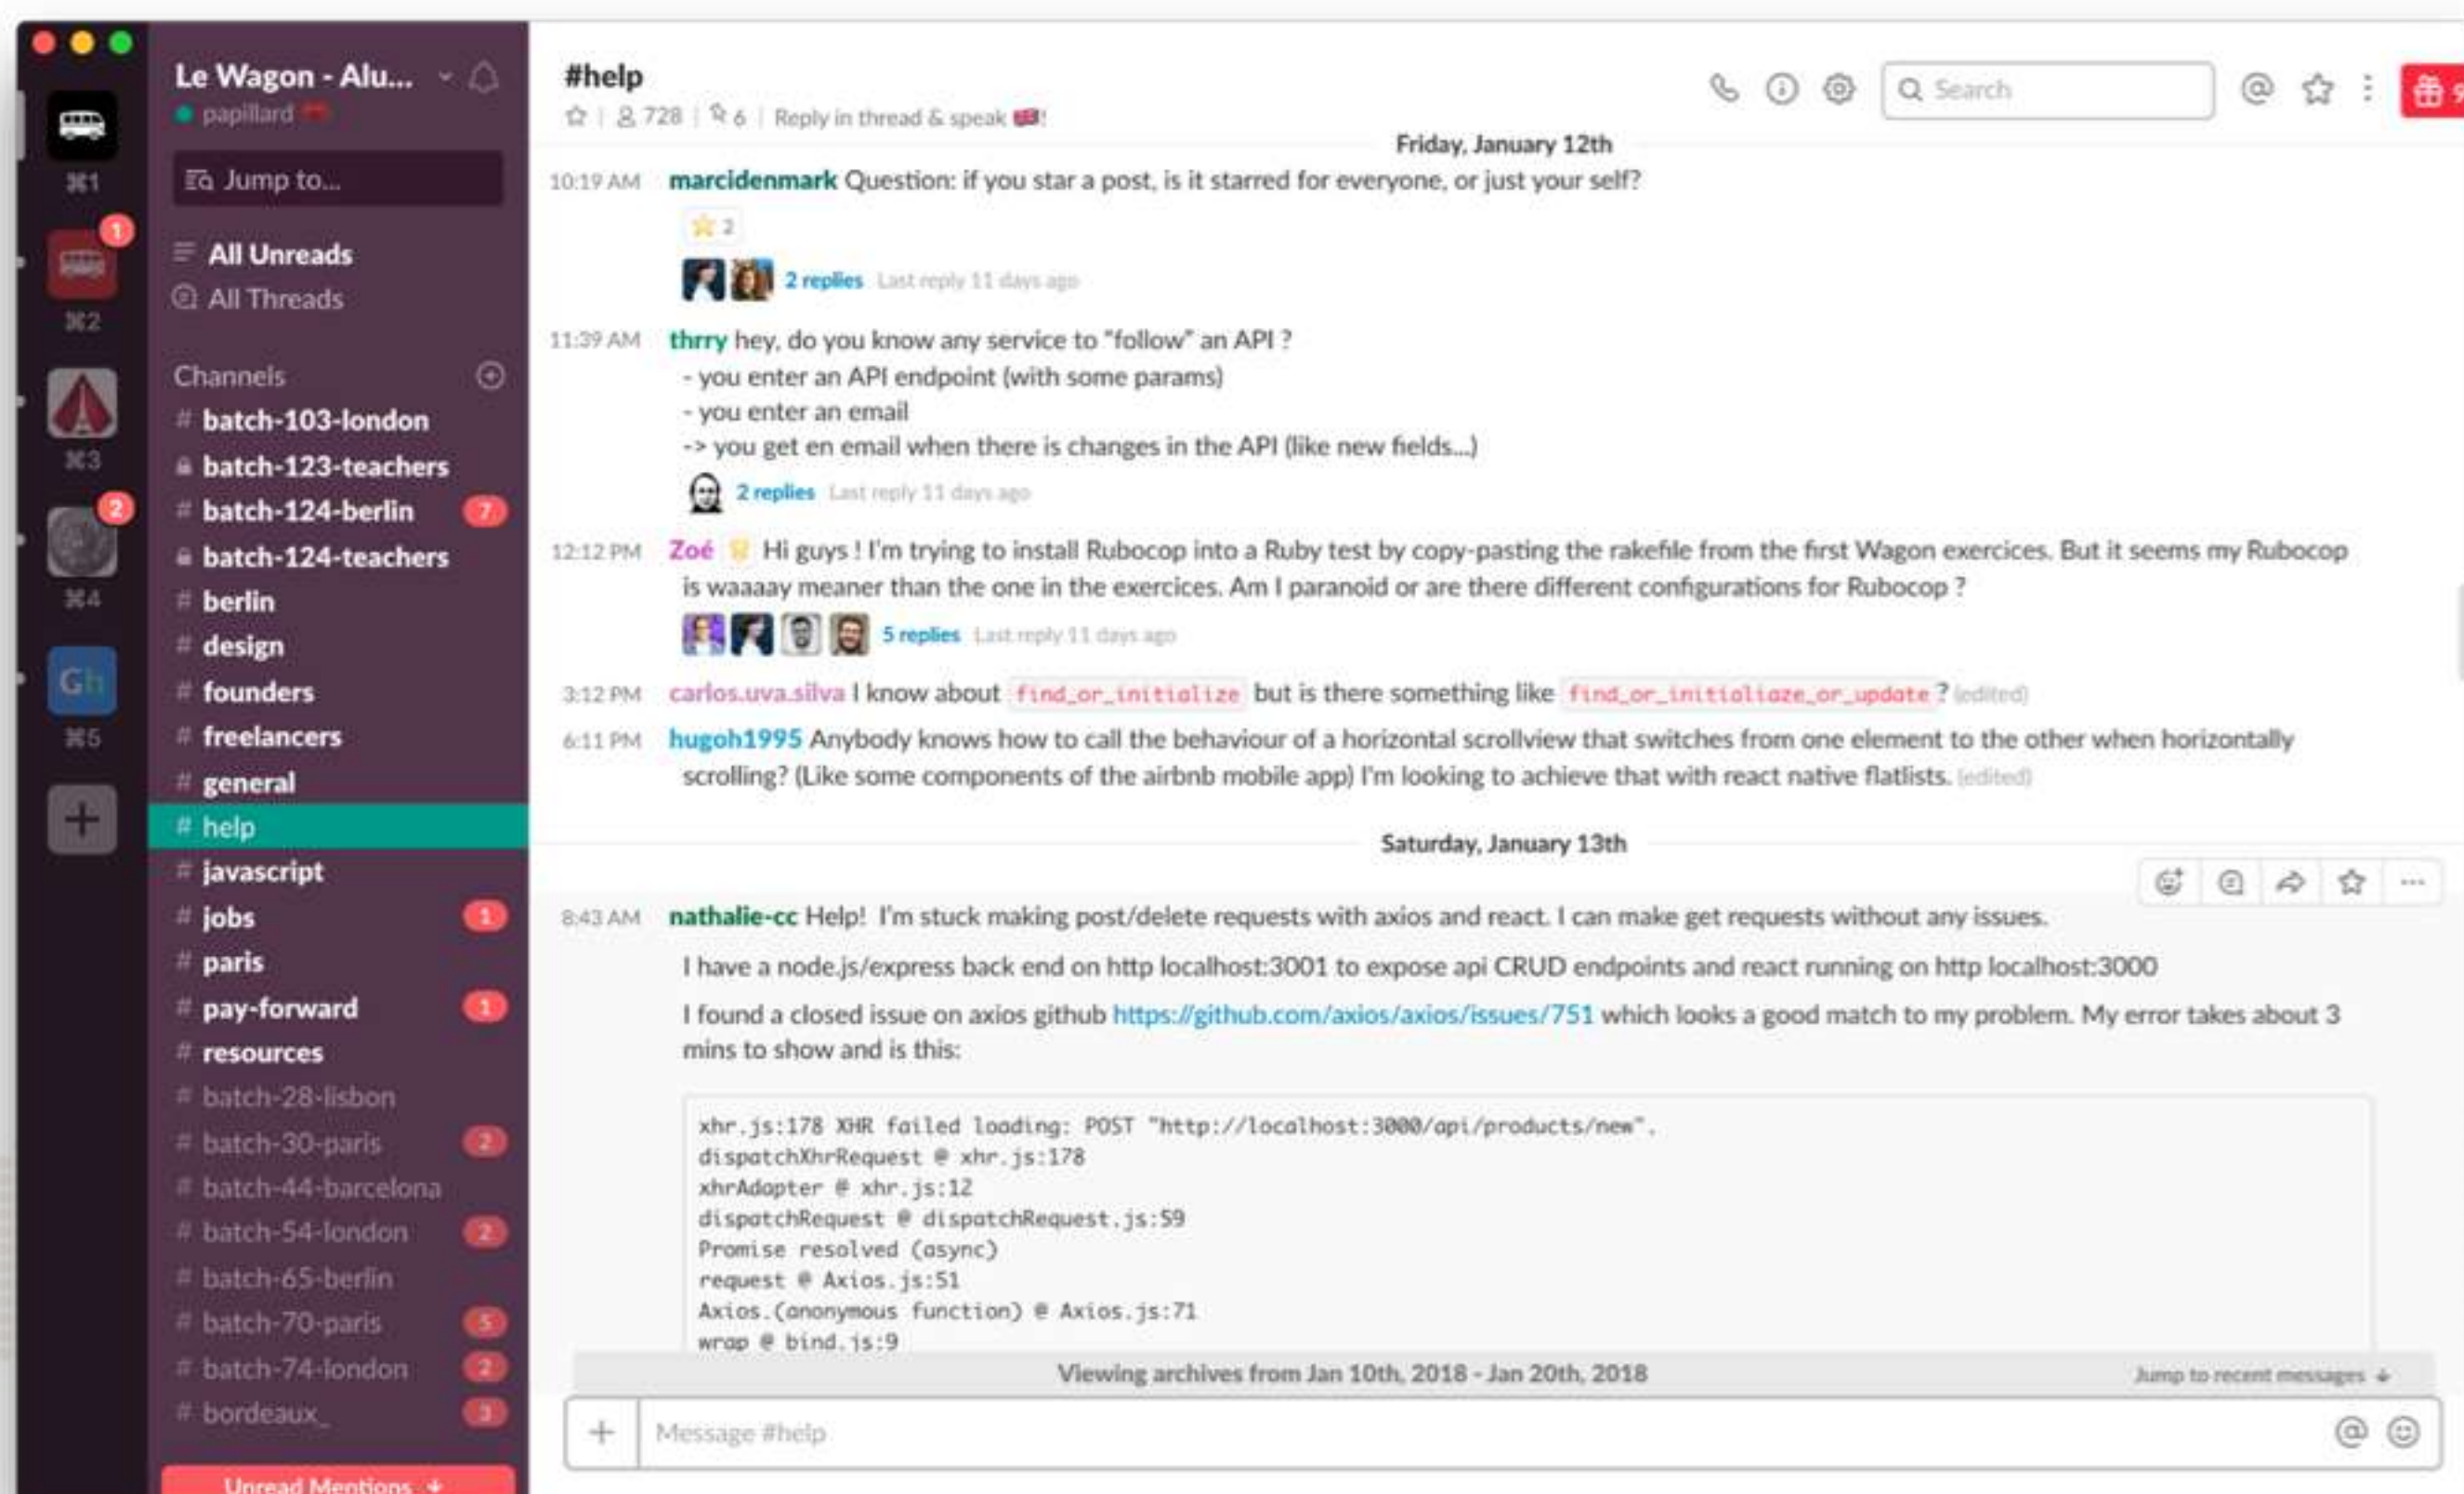 Le Wagon - Alu...
papillard
Jump to...
All Unreads
All Threads
Channels
# batch-103-london
batch-123-teachers
# batch-124-berlin 7
batch-124-teachers
# berlin
# design
# founders
# freelancers
# general
# help
# javascript
# jobs 1
# paris
# pay-forward 1
# resources
# batch-28-lisbon
# batch-30-paris 2
# batch-44-barcelona
# batch-54-london 2
# batch-65-berlin
# batch-70-paris 5
# batch-74-london 2
# bordeaux_ 3
Unread Mentions ↓
⌘1
1
⌘2
⌘3
2
⌘4
Gh
⌘5
#help
728 | 6 | Reply in thread & speak !
Search
9
Friday, January 12th
10:19 AM marcidenmark Question: if you star a post, is it starred for everyone, or just your self?
2
2 replies Last reply 11 days ago
11:39 AM thrry hey, do you know any service to "follow" an API ?
- you enter an API endpoint (with some params)
- you enter an email
-> you get en email when there is changes in the API (like new fields...)
2 replies Last reply 11 days ago
12:12 PM Zoé Hi guys ! I'm trying to install Rubocop into a Ruby test by copy-pasting the rakefile from the first Wagon exercices. But it seems my Rubocop
is waaaay meaner than the one in the exercices. Am I paranoid or are there different configurations for Rubocop ?
5 replies Last reply 11 days ago
3:12 PM carlos.uva.silva I know about find_or_initialize but is there something like find_or_initialiaze_or_update ? (edited)
6:11 PM hugoh1995 Anybody knows how to call the behaviour of a horizontal scrollview that switches from one element to the other when horizontally
scrolling? (Like some components of the airbnb mobile app) I'm looking to achieve that with react native flatlists. (edited)
Saturday, January 13th
8:43 AM nathalie-cc Help! I'm stuck making post/delete requests with axios and react. I can make get requests without any issues.
I have a node.js/express back end on http localhost:3001 to expose api CRUD endpoints and react running on http localhost:3000
I found a closed issue on axios github https://github.com/axios/axios/issues/751 which looks a good match to my problem. My error takes about 3
mins to show and is this:
xhr.js:178 XHR failed loading: POST "http://localhost:3000/api/products/new".
dispatchXhrRequest @ xhr.js:178
xhrAdapter @ xhr.js:12
dispatchRequest @ dispatchRequest.js:59
Promise resolved (async)
request @ Axios.js:51
Axios.(anonymous function) @ Axios.js:71
wrap @ bind.js:9
Viewing archives from Jan 10th, 2018 - Jan 20th, 2018
Jump to recent messages ↓
Message #help